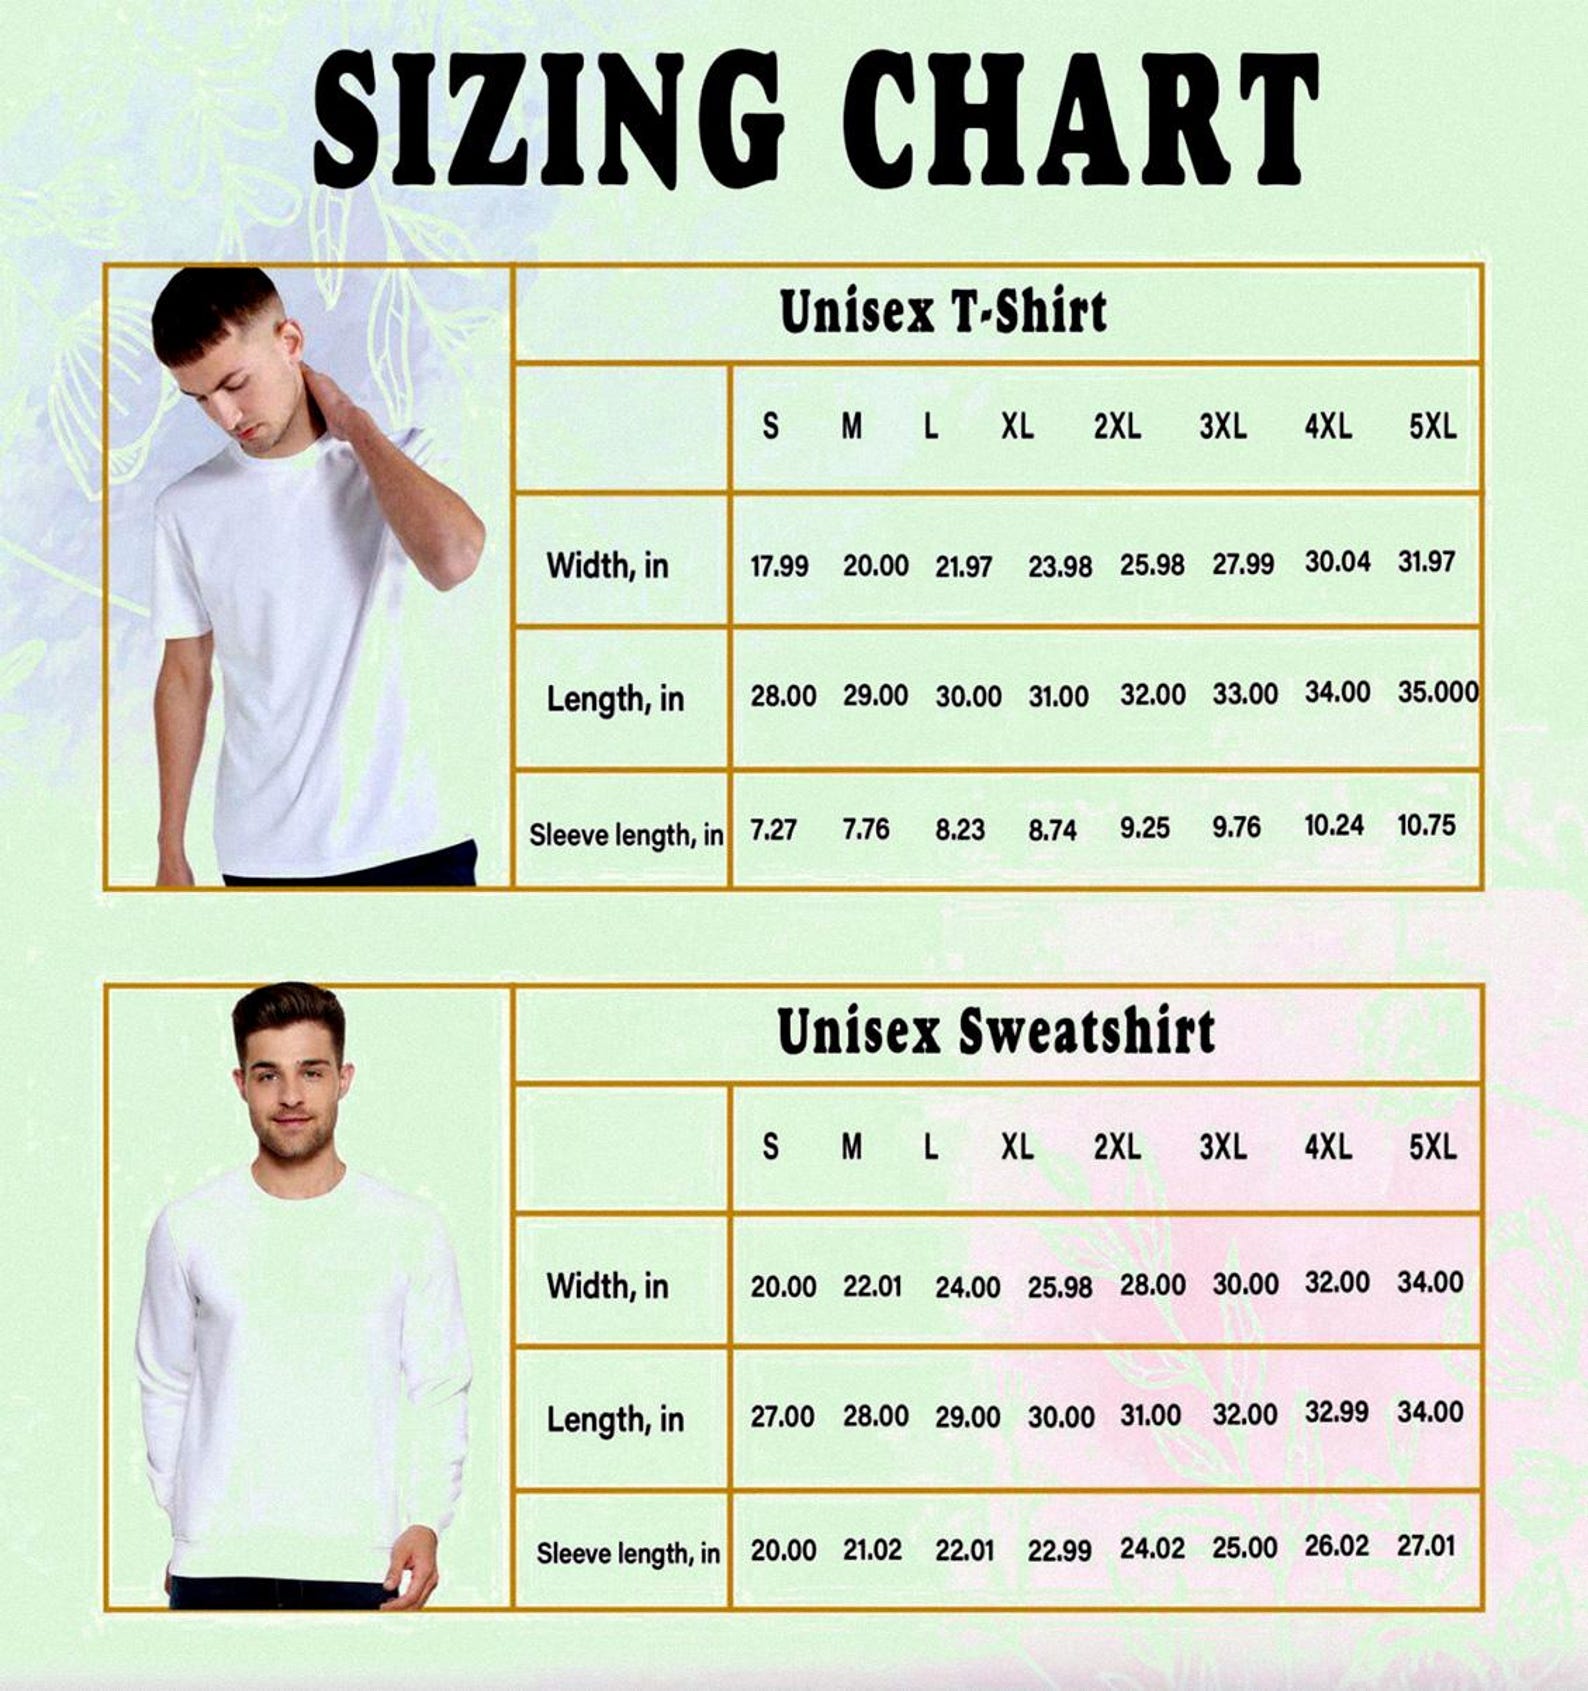 SIZING CHART
Unisex T-Shirt
S M L XL 2XL 3XL 4XL 5XL
Width, in 17.99 20.00 21.97 23.98 25.98 27.99 30.04 31.97
Length, in 28.00 29.00 30.00 31.00 32.00 33.00 34.00 35.000
Sleeve length, in 7.27 7.76 8.23 8.74 9.25 9.76 10.24 10.75
Unisex Sweatshirt
S M L XL 2XL 3XL 4XL 5XL
Width, in 20.00 22.01 24.00 25.98 28.00 30.00 32.00 34.00
Length, in 27.00 28.00 29.00 30.00 31.00 32.00 32.99 34.00
Sleeve length, in 20.00 21.02 22.01 22.99 24.02 25.00 26.02 27.01